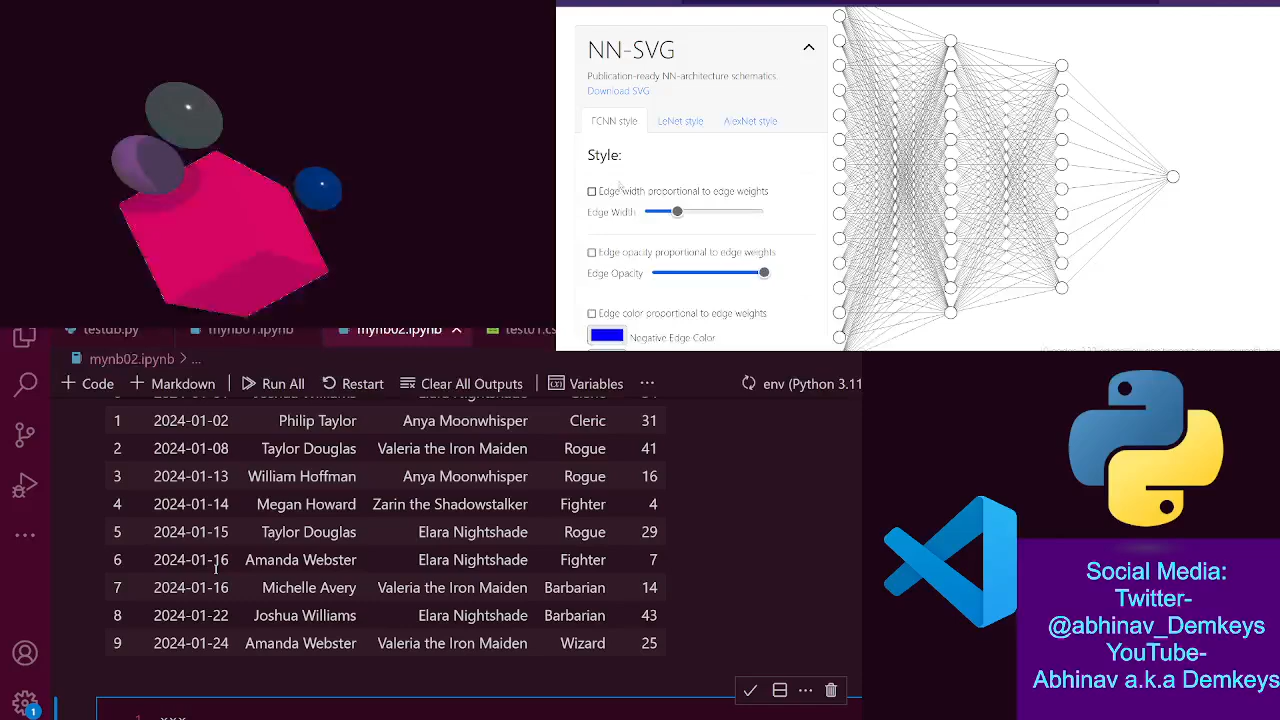 NN-SVG
Publication-ready NN-architecture schematics.
Download SVG
FCNN style LeNet style AlexNet style
Style:
Edge width proportional to edge weights
Edge Width
Edge opacity proportional to edge weights
Edge Opacity
Edge color proportional to edge weights
Negative Edge Color
testdb.py mynb01.ipynb mynb02.ipynb
mynb02.ipynb > ...
+ Code + Markdown Run All Restart Clear All Outputs Variables ... env (Python 3.11
1 2024-01-02 Philip Taylor Anya Moonwhisper Cleric 31
2 2024-01-08 Taylor Douglas Valeria the Iron Maiden Rogue 41
3 2024-01-13 William Hoffman Anya Moonwhisper Rogue 16
4 2024-01-14 Megan Howard Zarin the Shadowstalker Fighter 4
5 2024-01-15 Taylor Douglas Elara Nightshade Rogue 29
6 2024-01-16 Amanda Webster Elara Nightshade Fighter 7
7 2024-01-16 Michelle Avery Valeria the Iron Maiden Barbarian 14
8 2024-01-22 Joshua Williams Elara Nightshade Barbarian 43
9 2024-01-24 Amanda Webster Valeria the Iron Maiden Wizard 25
1
Social Media:
Twitter-
@abhinav_Demkeys
YouTube-
Abhinav a.k.a Demkeys